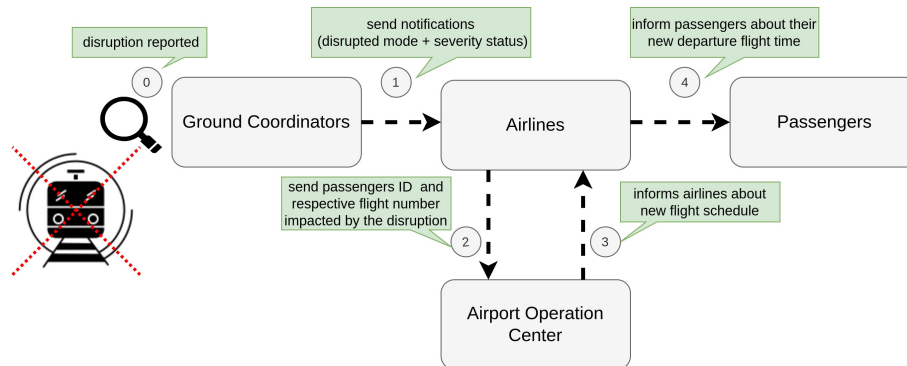 disruption reported
0
Ground Coordinators
send notifications
(disrupted mode + severity status)
1
Airlines
inform passengers about their
new departure flight time
4
Passengers
send passengers ID and
respective flight number
impacted by the disruption
2
informs airlines about
new flight schedule
3
Airport Operation
Center